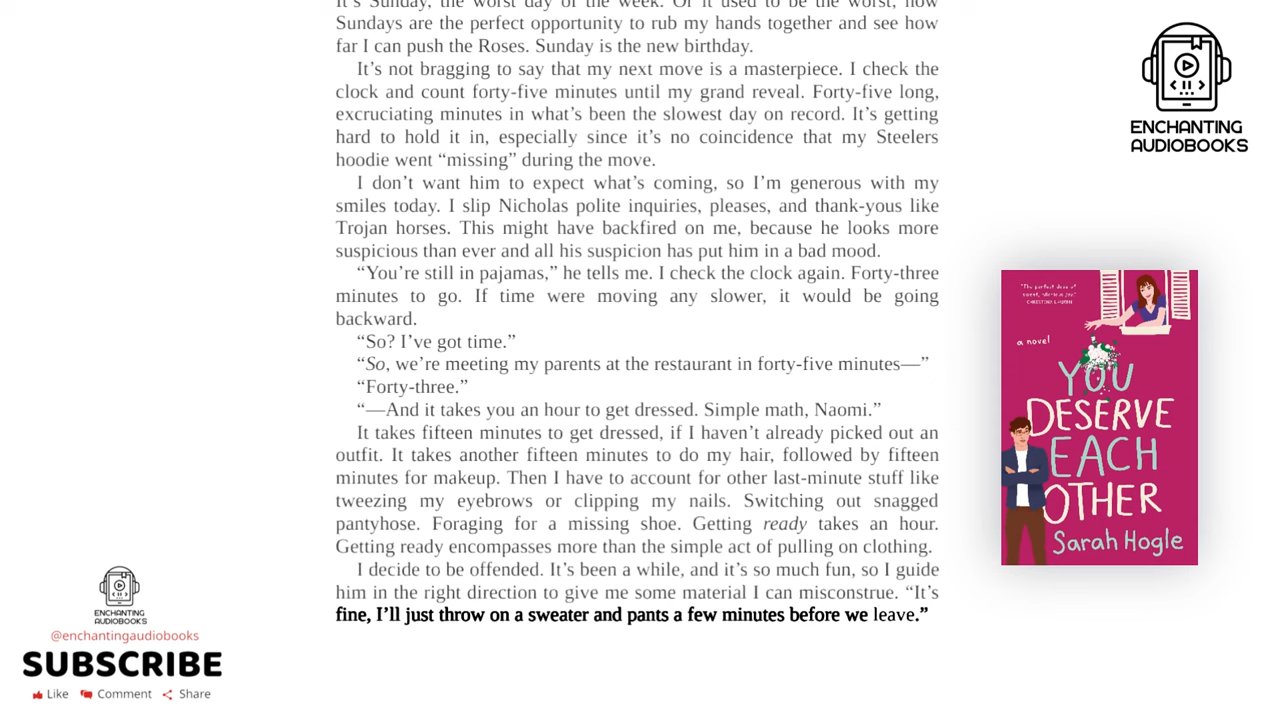 It’s Sunday, the worst day of the week. Or it used to be the worst; now
Sundays are the perfect opportunity to rub my hands together and see how
far I can push the Roses. Sunday is the new birthday.
It’s not bragging to say that my next move is a masterpiece. I check the
clock and count forty-five minutes until my grand reveal. Forty-five long,
excruciating minutes in what’s been the slowest day on record. It’s getting
hard to hold it in, especially since it’s no coincidence that my Steelers
hoodie went “missing” during the move.
I don’t want him to expect what’s coming, so I’m generous with my
smiles today. I slip Nicholas polite inquiries, pleases, and thank-yous like
Trojan horses. This might have backfired on me, because he looks more
suspicious than ever and all his suspicion has put him in a bad mood.
“You’re still in pajamas,” he tells me. I check the clock again. Forty-three
minutes to go. If time were moving any slower, it would be going
backward.
“So? I’ve got time.”
“So, we’re meeting my parents at the restaurant in forty-five minutes—”
“Forty-three.”
“—And it takes you an hour to get dressed. Simple math, Naomi.”
It takes fifteen minutes to get dressed, if I haven’t already picked out an
outfit. It takes another fifteen minutes to do my hair, followed by fifteen
minutes for makeup. Then I have to account for other last-minute stuff like
tweezing my eyebrows or clipping my nails. Switching out snagged
pantyhose. Foraging for a missing shoe. Getting ready takes an hour.
Getting ready encompasses more than the simple act of pulling on clothing.
I decide to be offended. It’s been a while, and it’s so much fun, so I guide
him in the right direction to give me some material I can misconstrue. “It’s
fine, I’ll just throw on a sweater and pants a few minutes before we leave.”
ENCHANTING
AUDIOBOOKS
a novel
YOU
DESERVE
EACH
OTHER
Sarah Hogle
ENCHANTING
AUDIOBOOKS
@enchantingaudiobooks
SUBSCRIBE
Like Comment Share